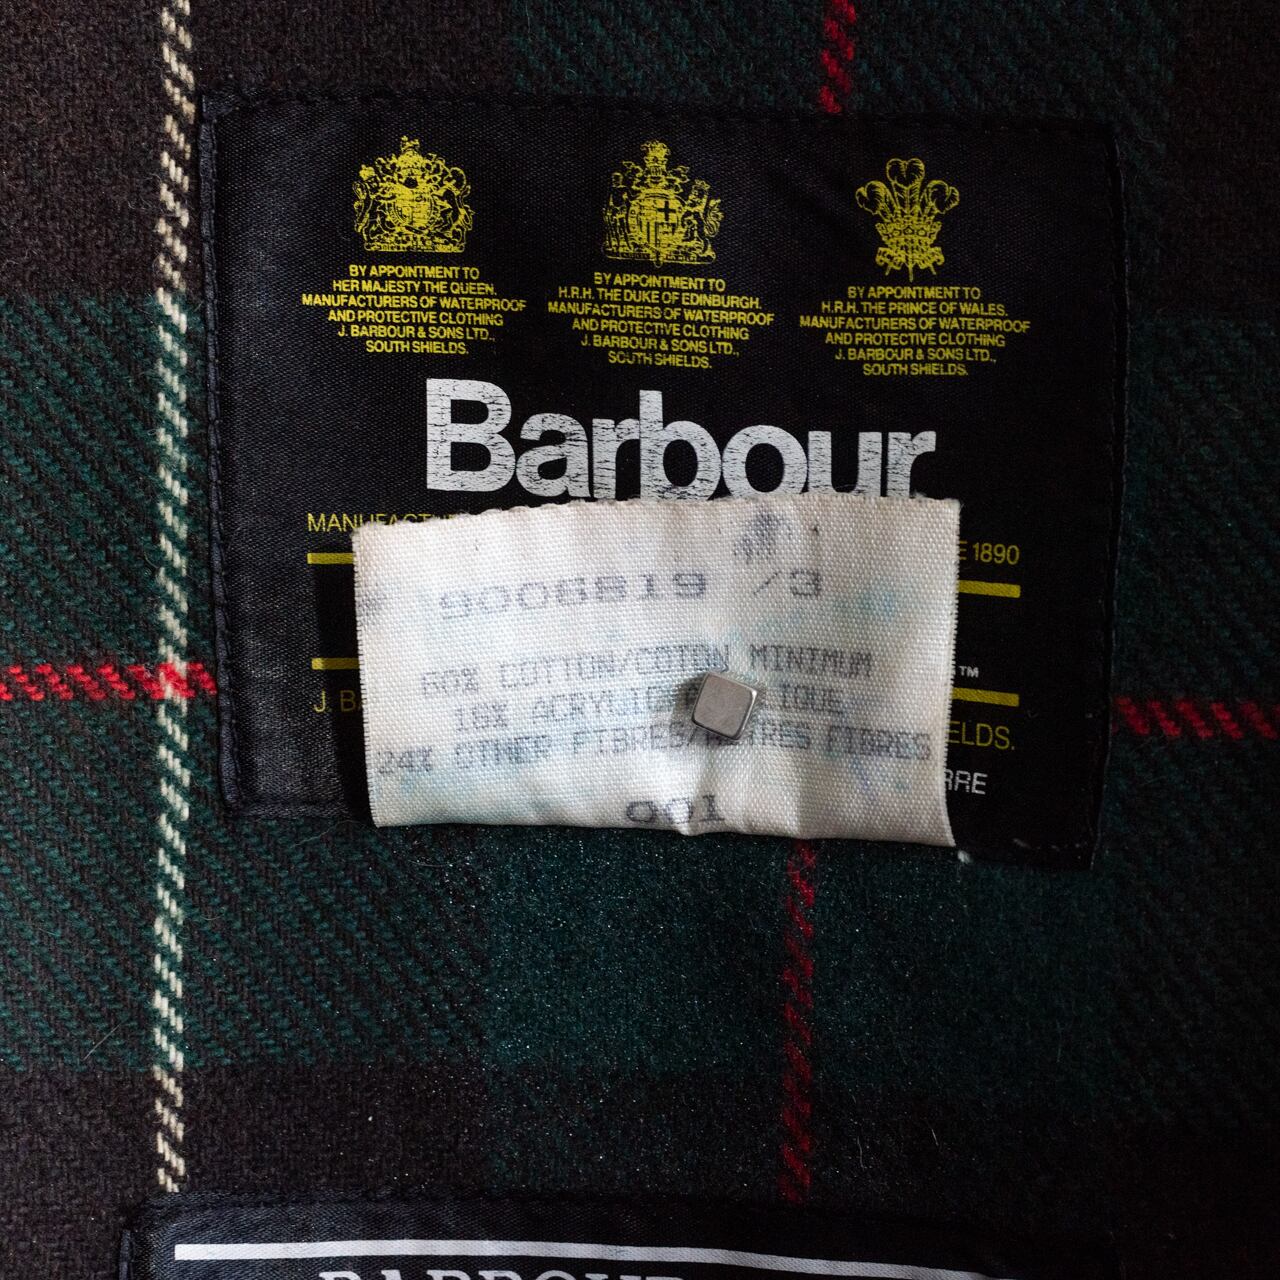 BY APPOINTMENT TO
HER MAJESTY THE QUEEN.
MANUFACTURERS OF WATERPROOF
AND PROTECTIVE CLOTHING
J. BARBOUR & SONS LTD.,
SOUTH SHIELDS.
BY APPOINTMENT TO
H.R.H. THE DUKE OF EDINBURGH.
MANUFACTURERS OF WATERPROOF
AND PROTECTIVE CLOTHING
J. BARBOUR & SONS LTD.,
SOUTH SHIELDS.
BY APPOINTMENT TO
H.R.H. THE PRINCE OF WALES.
MANUFACTURERS OF WATERPROOF
AND PROTECTIVE CLOTHING
J. BARBOUR & SONS LTD.,
SOUTH SHIELDS.
Barbour
1890
9006819 /3
60% COTTON/COTON MINIMUM
16% ACRYLIC
24% OTHER FIBRES/ FIBRES
001
™
J.
BARBOUR